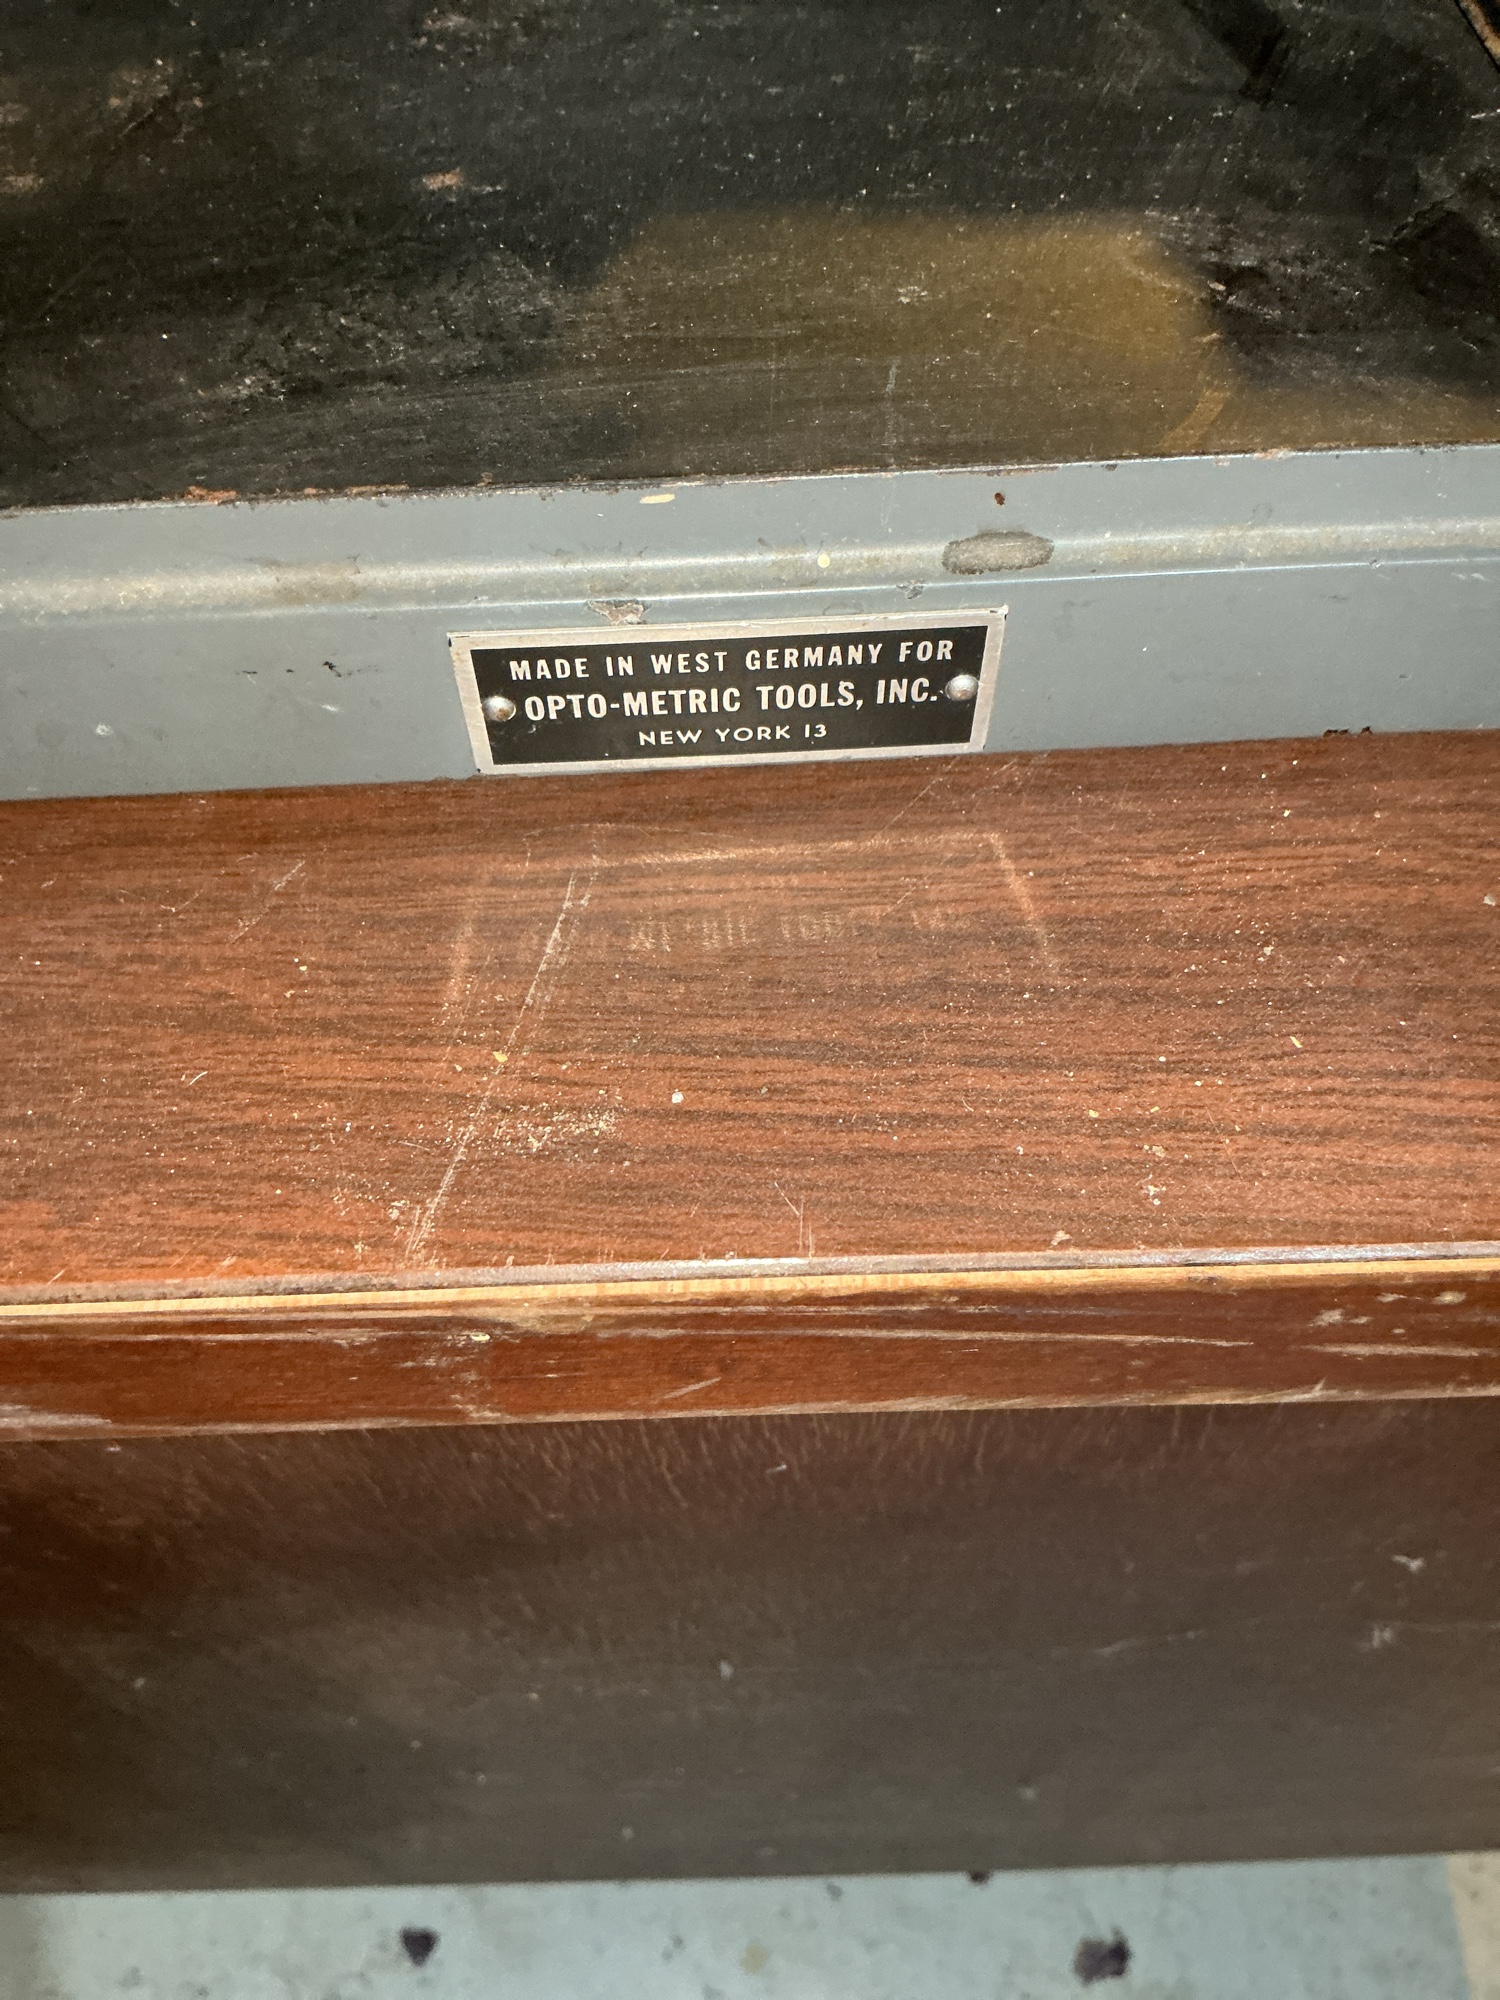 MADE IN WEST GERMANY FOR
OPTO-METRIC TOOLS, INC.
NEW YORK 13